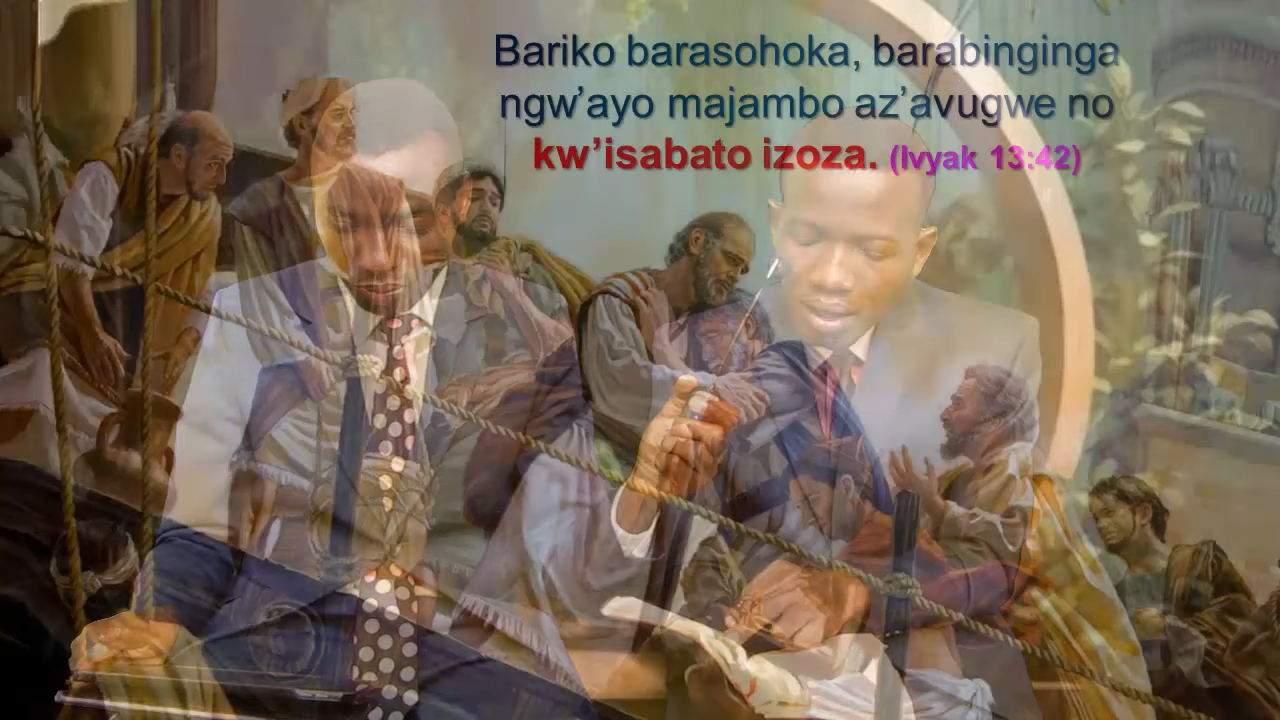 Bariko barasohoka, barabinginga
ngw’ayo majambo az’avugwe no
kw’isabato izoza. (Ivyak 13:42)